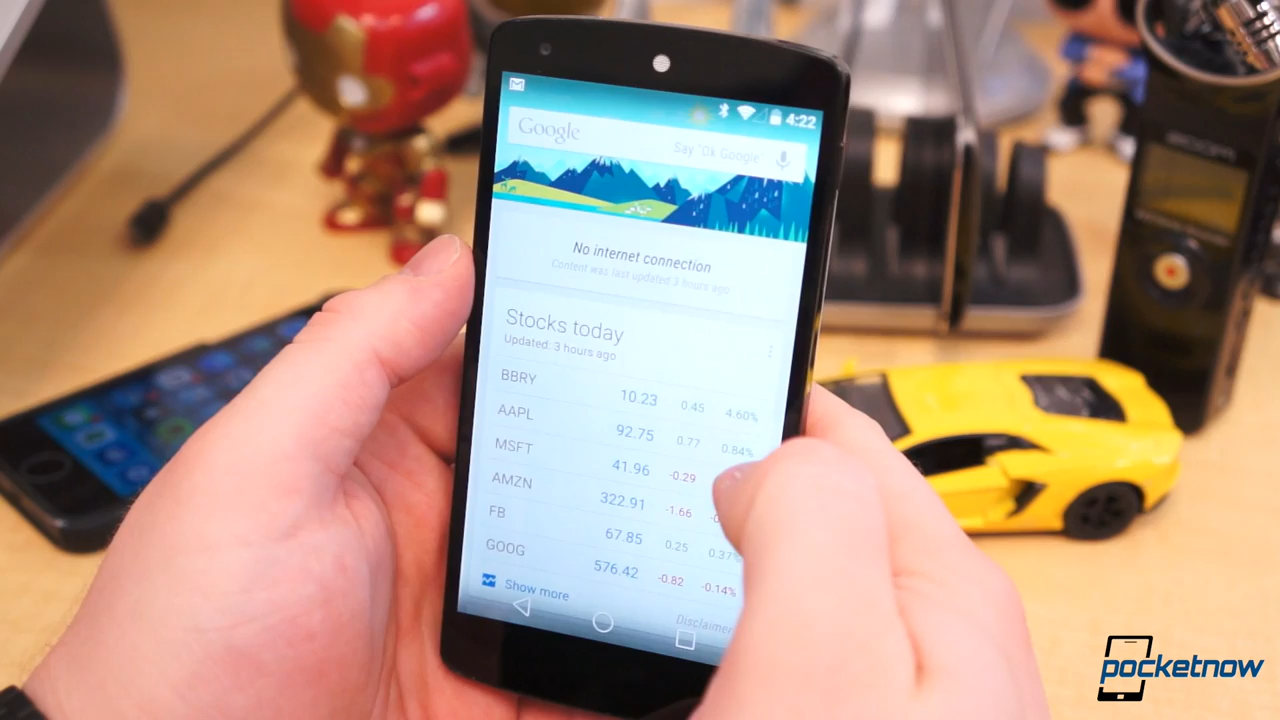 4:22
Google
Say "Ok Google"
No internet connection
Content was last updated 3 hours ago
Stocks today
Updated: 3 hours ago
BBRY 10.23 0.45 4.60%
AAPL 92.75 0.77 0.84%
MSFT 41.96 -0.29
AMZN 322.91 -1.66
FB 67.85 0.25 0.37%
GOOG 576.42 -0.82 -0.14%
Show more
Disclaimer
zoom
pocketnow